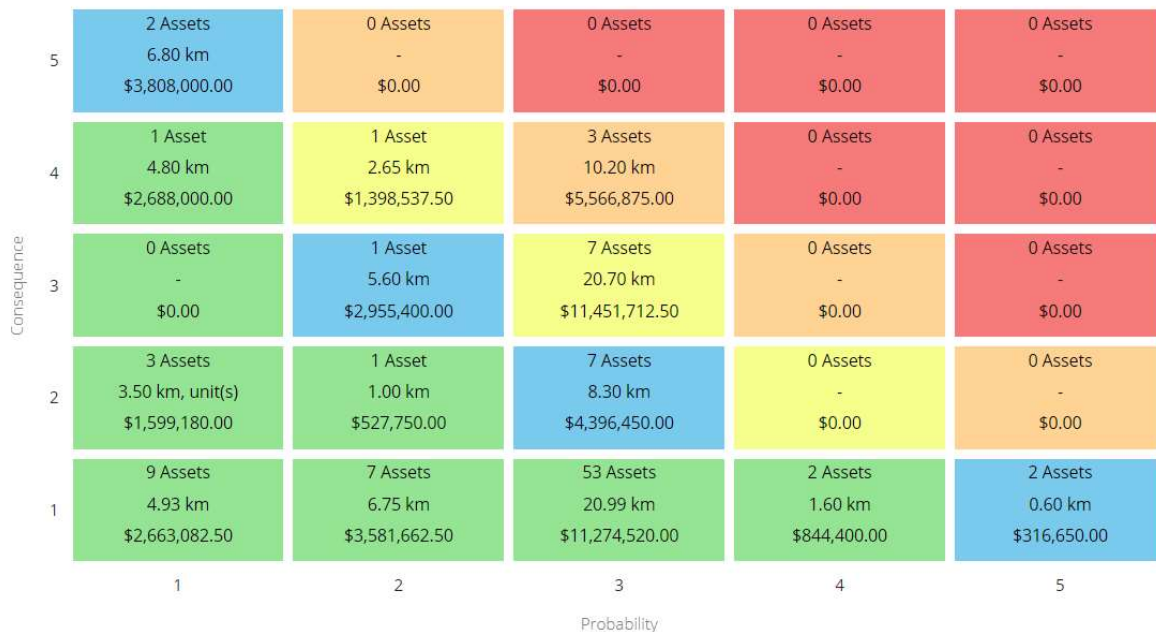 5
2 Assets
6.80 km
$3,808,000.00
0 Assets
-
$0.00
0 Assets
-
$0.00
0 Assets
-
$0.00
0 Assets
-
$0.00
4
1 Asset
4.80 km
$2,688,000.00
1 Asset
2.65 km
$1,398,537.50
3 Assets
10.20 km
$5,566,875.00
0 Assets
-
$0.00
0 Assets
-
$0.00
Consequence
3
0 Assets
-
$0.00
1 Asset
5.60 km
$2,955,400.00
7 Assets
20.70 km
$11,451,712.50
0 Assets
-
$0.00
0 Assets
-
$0.00
2
3 Assets
3.50 km, unit(s)
$1,599,180.00
1 Asset
1.00 km
$527,750.00
7 Assets
8.30 km
$4,396,450.00
0 Assets
-
$0.00
0 Assets
-
$0.00
1
9 Assets
4.93 km
$2,663,082.50
7 Assets
6.75 km
$3,581,662.50
53 Assets
20.99 km
$11,274,520.00
2 Assets
1.60 km
$844,400.00
2 Assets
0.60 km
$316,650.00
1
2
3
4
5
Probability